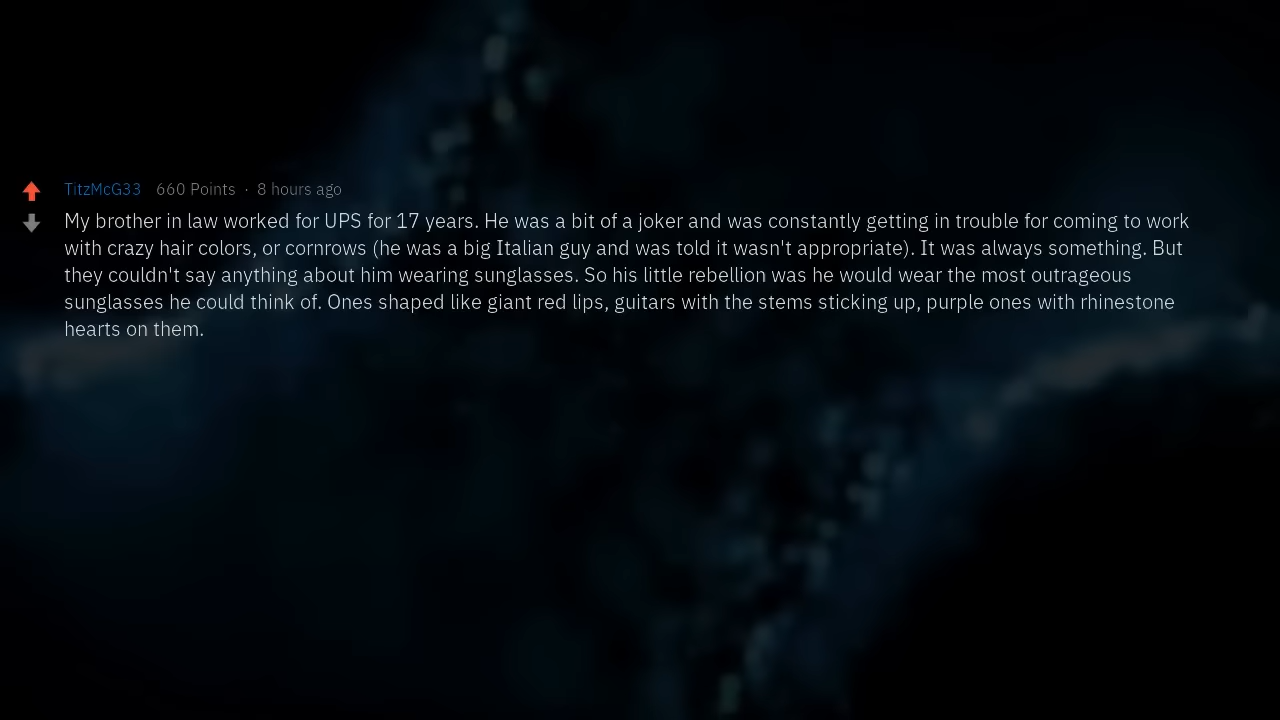 TitzMcG33 660 Points · 8 hours ago
My brother in law worked for UPS for 17 years. He was a bit of a joker and was constantly getting in trouble for coming to work
with crazy hair colors, or cornrows (he was a big Italian guy and was told it wasn't appropriate). It was always something. But
they couldn't say anything about him wearing sunglasses. So his little rebellion was he would wear the most outrageous
sunglasses he could think of. Ones shaped like giant red lips, guitars with the stems sticking up, purple ones with rhinestone
hearts on them.